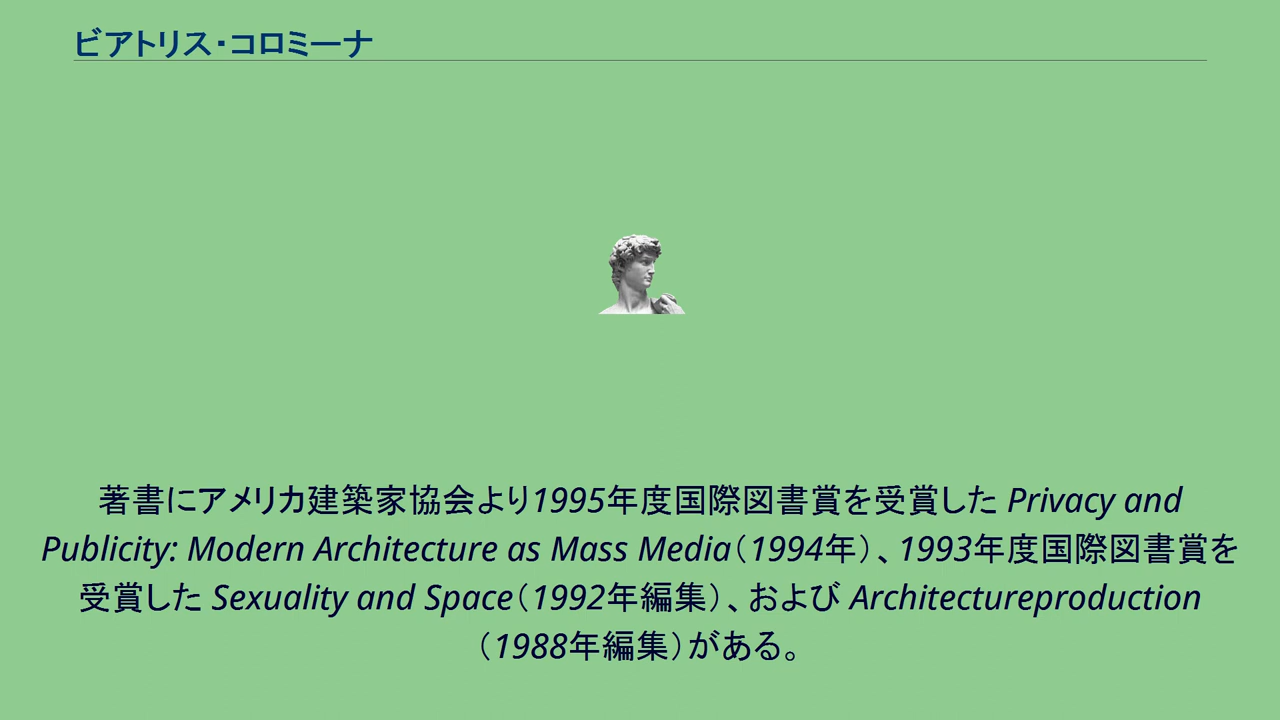 ビアトリス・コロミーナ
著書にアメリカ建築家協会より1995年度国際図書賞を受賞した Privacy and
Publicity: Modern Architecture as Mass Media（1994年）、1993年度国際図書賞を
受賞した Sexuality and Space（1992年編集）、および Architectureproduction
（1988年編集）がある。